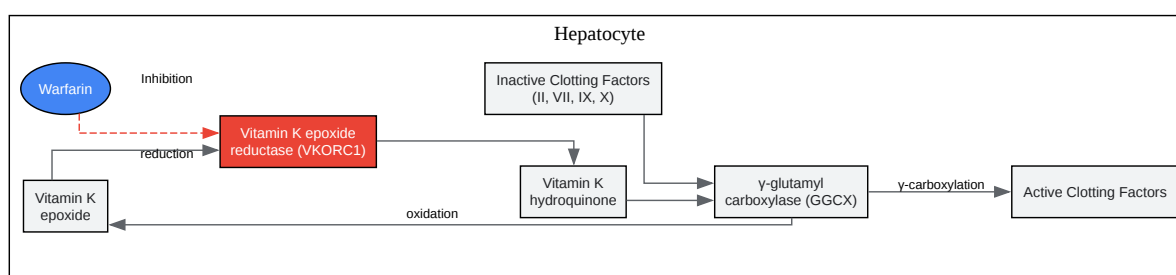 Hepatocyte
Warfarin
Inhibition
Inactive Clotting Factors
(II, VII, IX, X)
Vitamin K epoxide
reductase (VKORC1)
reduction
Vitamin K
epoxide
Vitamin K
hydroquinone
γ-glutamyl
carboxylase (GGCX)
γ-carboxylation
Active Clotting Factors
oxidation